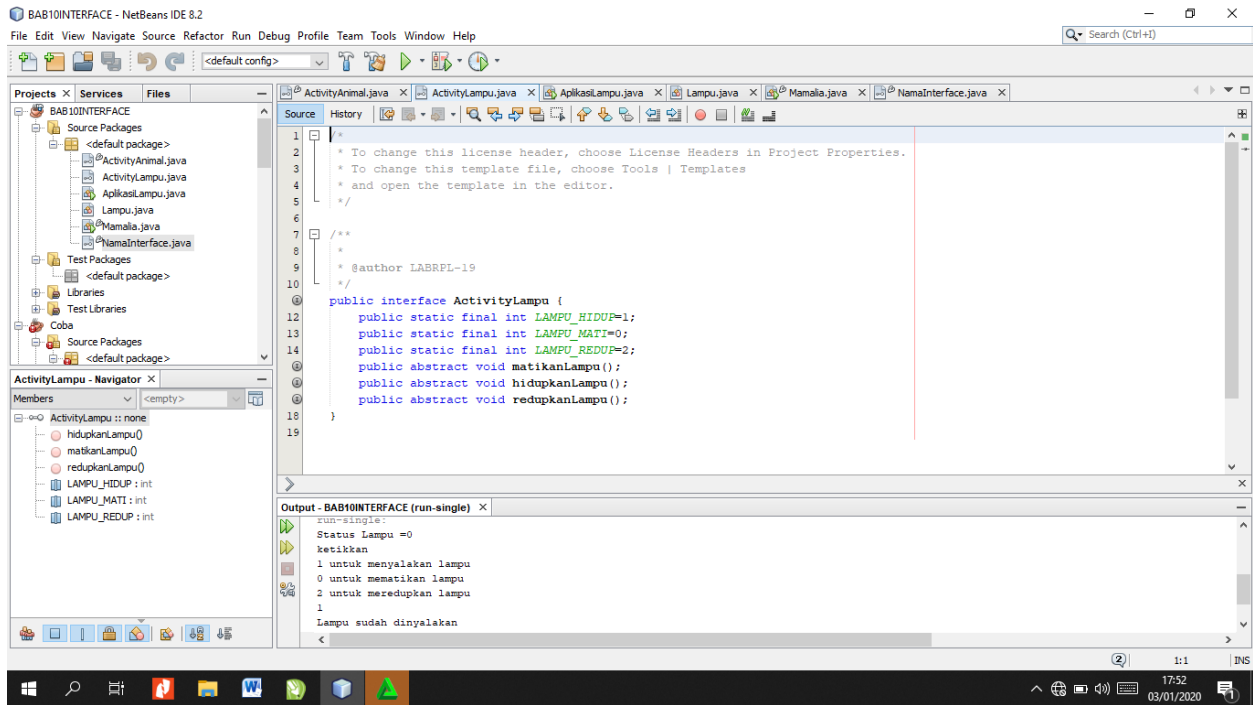 BAB10INTERFACE - NetBeans IDE 8.2
File Edit View Navigate Source Refactor Run Debug Profile Team Tools Window Help
Search (Ctrl+I)
<default config>
Projects Services Files
BAB10INTERFACE
Source Packages
<default package>
ActivityAnimal.java
ActivityLampu.java
AplikasiLampu.java
Lampu.java
Mamalia.java
NamaInterface.java
Test Packages
<default package>
Libraries
Test Libraries
Coba
Source Packages
<default package>
ActivityLampu - Navigator
Members <empty>
ActivityLampu :: none
hidupkanLampu()
matikanLampu()
redupkanLampu()
LAMPU_HIDUP : int
LAMPU_MATI : int
LAMPU_REDUP : int
ActivityAnimal.java ActivityLampu.java AplikasiLampu.java Lampu.java Mamalia.java NamaInterface.java
Source History
1 /*
2 * To change this license header, choose License Headers in Project Properties.
3 * To change this template file, choose Tools | Templates
4 * and open the template in the editor.
5 */
6
7 /**
8 *
9 * @author LABRPL-19
10 */
public interface ActivityLampu {
12 public static final int LAMPU_HIDUP=1;
13 public static final int LAMPU_MATI=0;
14 public static final int LAMPU_REDUP=2;
public abstract void matikanLampu();
public abstract void hidupkanLampu();
public abstract void redupkanLampu();
18 }
19
Output - BAB10INTERFACE (run-single)
run-single:
Status Lampu =0
ketikkan
1 untuk menyalakan lampu
0 untuk mematikan lampu
2 untuk meredupkan lampu
1
Lampu sudah dinyalakan
2 1:1 INS
17:52
03/01/2020
1